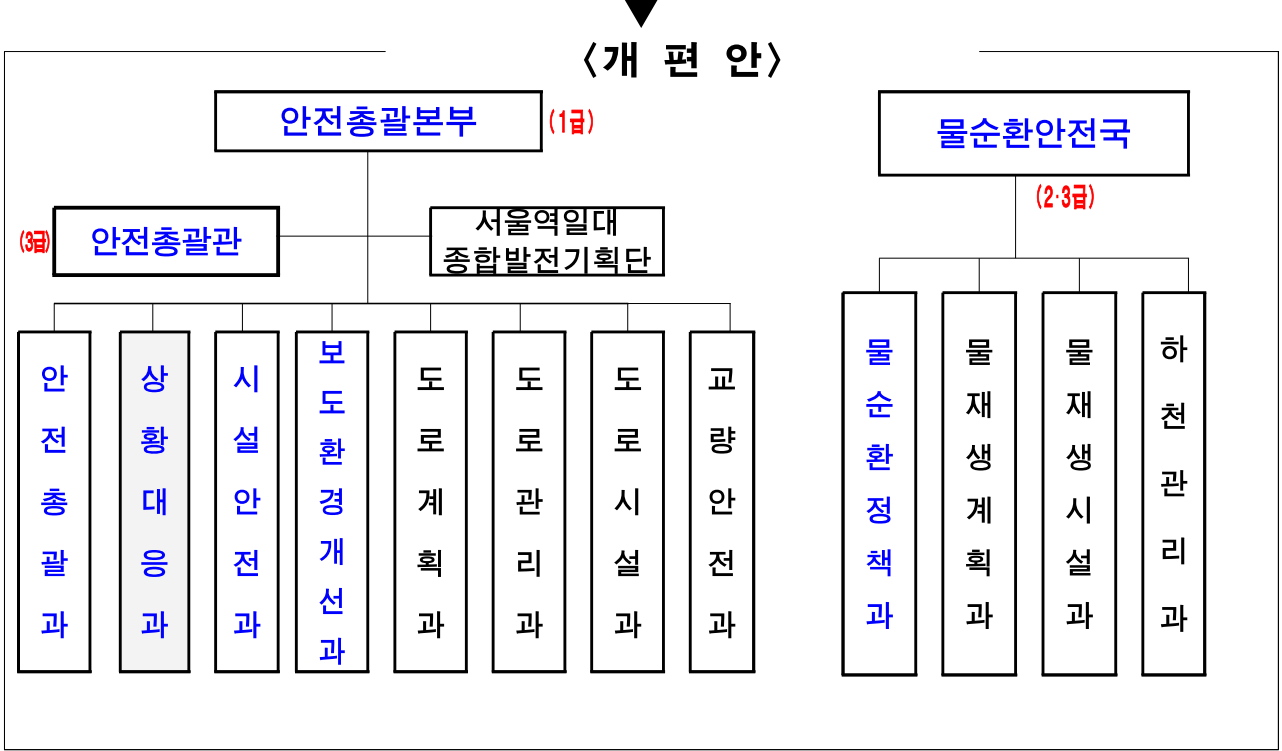 〈개 편 안〉
안전총괄본부
(1급)
물순환안전국
(2·3급)
(3급)
안전총괄관
서울역일대
종합발전기획단
안전총괄과
상황대응과
시설안전과
보도환경개선과
도로계획과
도로관리과
도로시설과
교량안전과
물순환정책과
물재생계획과
물재생시설과
하천관리과